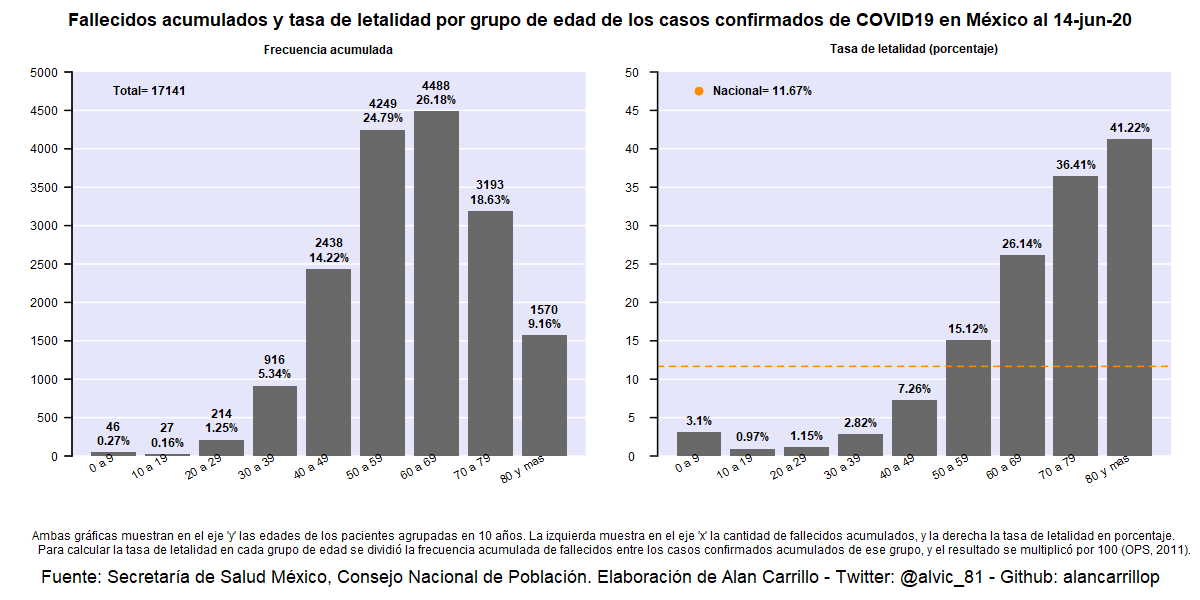 Fallecidos acumulados y tasa de letalidad por grupo de edad de los casos confirmados de COVID19 en México al 14-jun-20
Frecuencia acumulada
5000
4500
4000
3500
3000
2500
2000
1500
1000
500
0
Total= 17141
46
0.27%
27
0.16%
214
1.25%
916
5.34%
2438
14.22%
4249
24.79%
4488
26.18%
3193
18.63%
1570
9.16%
0 a 9
10 a 19
20 a 29
30 a 39
40 a 49
50 a 59
60 a 69
70 a 79
80 y mas
Tasa de letalidad (porcentaje)
50
45
40
35
30
25
20
15
10
5
0
Nacional= 11.67%
3.1%
0.97%
1.15%
2.82%
7.26%
15.12%
26.14%
36.41%
41.22%
0 a 9
10 a 19
20 a 29
30 a 39
40 a 49
50 a 59
60 a 69
70 a 79
80 y mas
Ambas gráficas muestran en el eje 'y' las edades de los pacientes agrupadas en 10 años. La izquierda muestra en el eje 'x' la cantidad de fallecidos acumulados, y la derecha la tasa de letalidad en porcentaje.
Para calcular la tasa de letalidad en cada grupo de edad se dividió la frecuencia acumulada de fallecidos entre los casos confirmados acumulados de ese grupo, y el resultado se multiplicó por 100 (OPS, 2011).
Fuente: Secretaría de Salud México, Consejo Nacional de Población. Elaboración de Alan Carrillo - Twitter: @alvic_81 - Github: alancarrillop